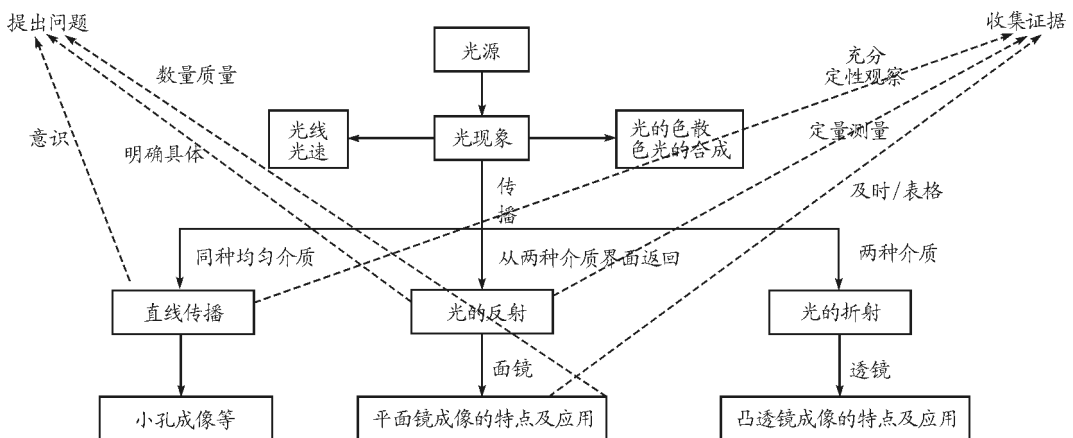 提出问题
收集证据
光源
数量质量
充分
定性观察
意识
明确具体
光线
光速
光现象
光的色散
色光的合成
定量测量
传
播
及时/表格
同种均匀介质
从两种介质界面返回
两种介质
直线传播
光的反射
光的折射
面镜
透镜
小孔成像等
平面镜成像的特点及应用
凸透镜成像的特点及应用